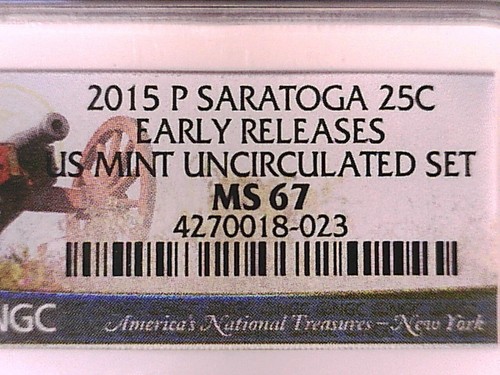 2015 P SARATOGA 25C
EARLY RELEASES
US MINT UNCIRCULATED SET
MS 67
4270018-023
NGC America's National Treasures – New York